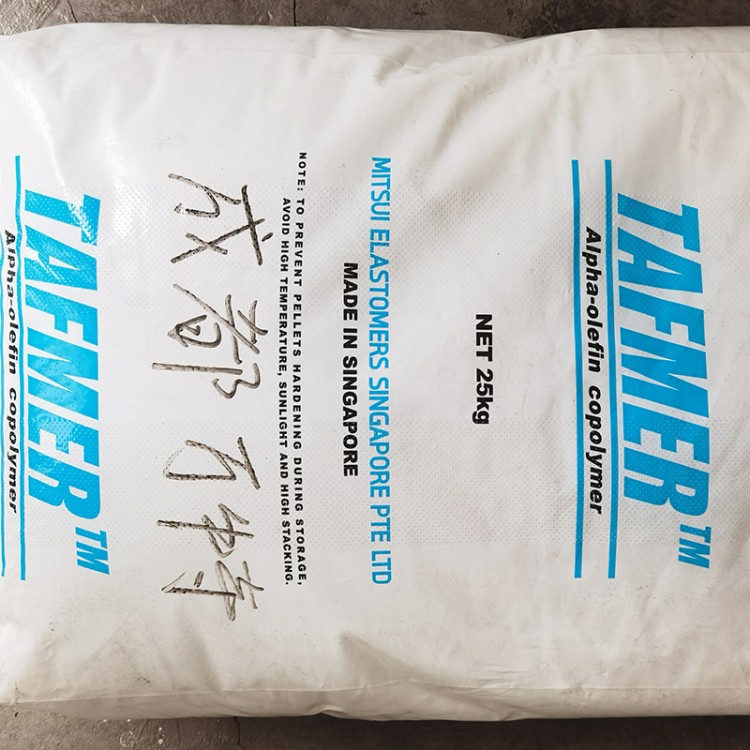 TAFMER™
Alpha-olefin copolymer
NET 25kg
MITSUI ELASTOMERS SINGAPORE PTE LTD
MADE IN SINGAPORE
NOTE: TO PREVENT PELLETS HARDENING DURING STORAGE,
AVOID HIGH TEMPERATURE, SUNLIGHT AND HIGH STACKING.
成都万特
TAFMER™
Alpha-olefin copolymer